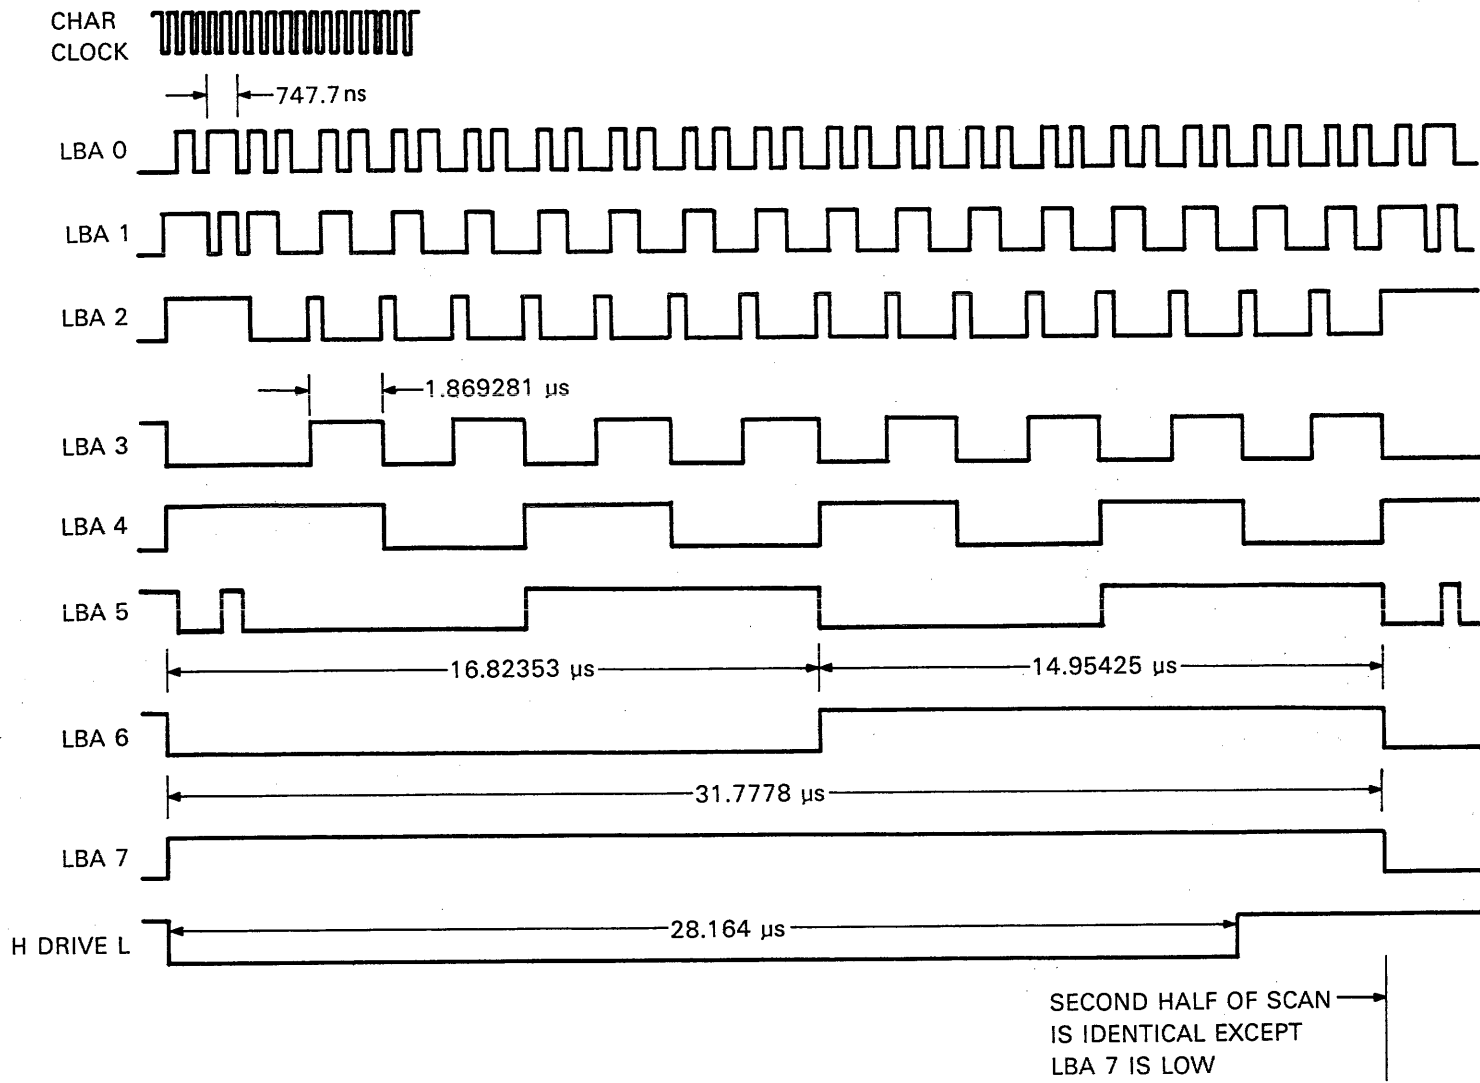 CHAR
CLOCK
747.7 ns
LBA 0
LBA 1
LBA 2
1.869281 µs
LBA 3
LBA 4
LBA 5
16.82353 µs
14.95425 µs
LBA 6
31.7778 µs
LBA 7
28.164 µs
H DRIVE L
SECOND HALF OF SCAN
IS IDENTICAL EXCEPT
LBA 7 IS LOW